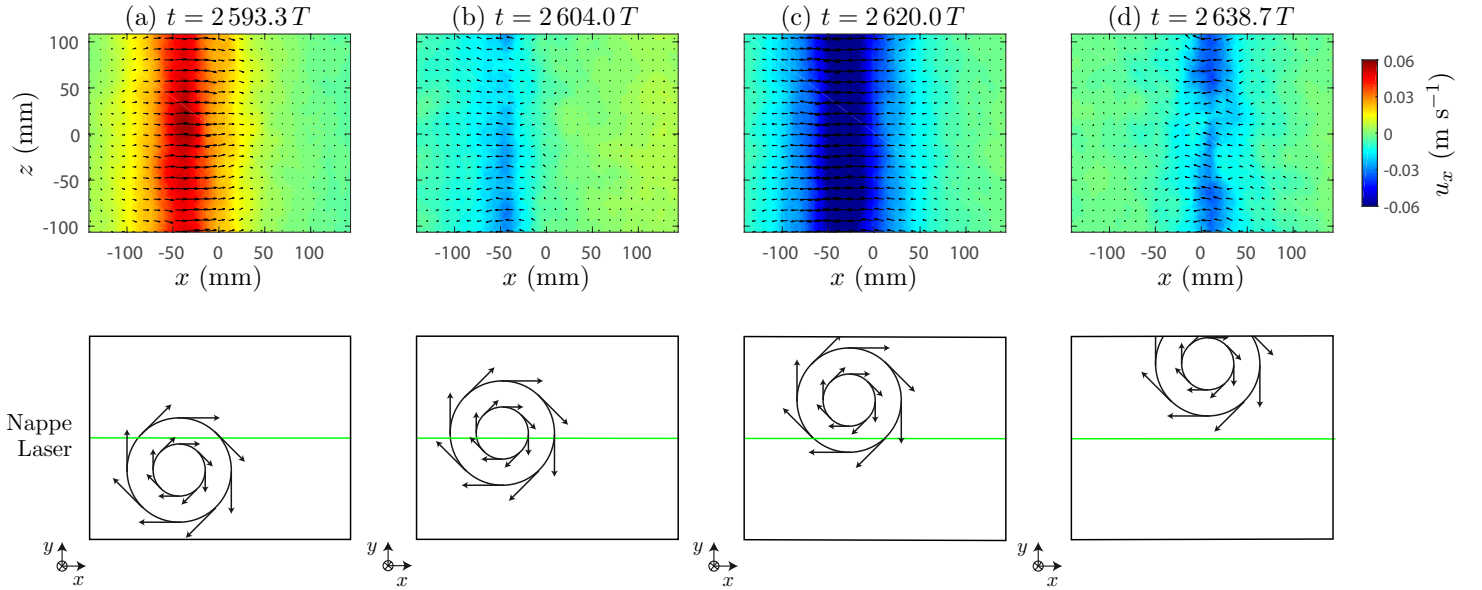 (a) t = 2 593.3 T
(b) t = 2 604.0 T
(c) t = 2 620.0 T
(d) t = 2 638.7 T
z (mm)
100
50
0
-50
-100
-100 -50 0 50 100
-100 -50 0 50 100
-100 -50 0 50 100
-100 -50 0 50 100
x (mm)
x (mm)
x (mm)
x (mm)
0.06
0.03
0
-0.03
-0.06
u_x (m s⁻¹)
Nappe
Laser
y
x
y
x
y
x
y
x